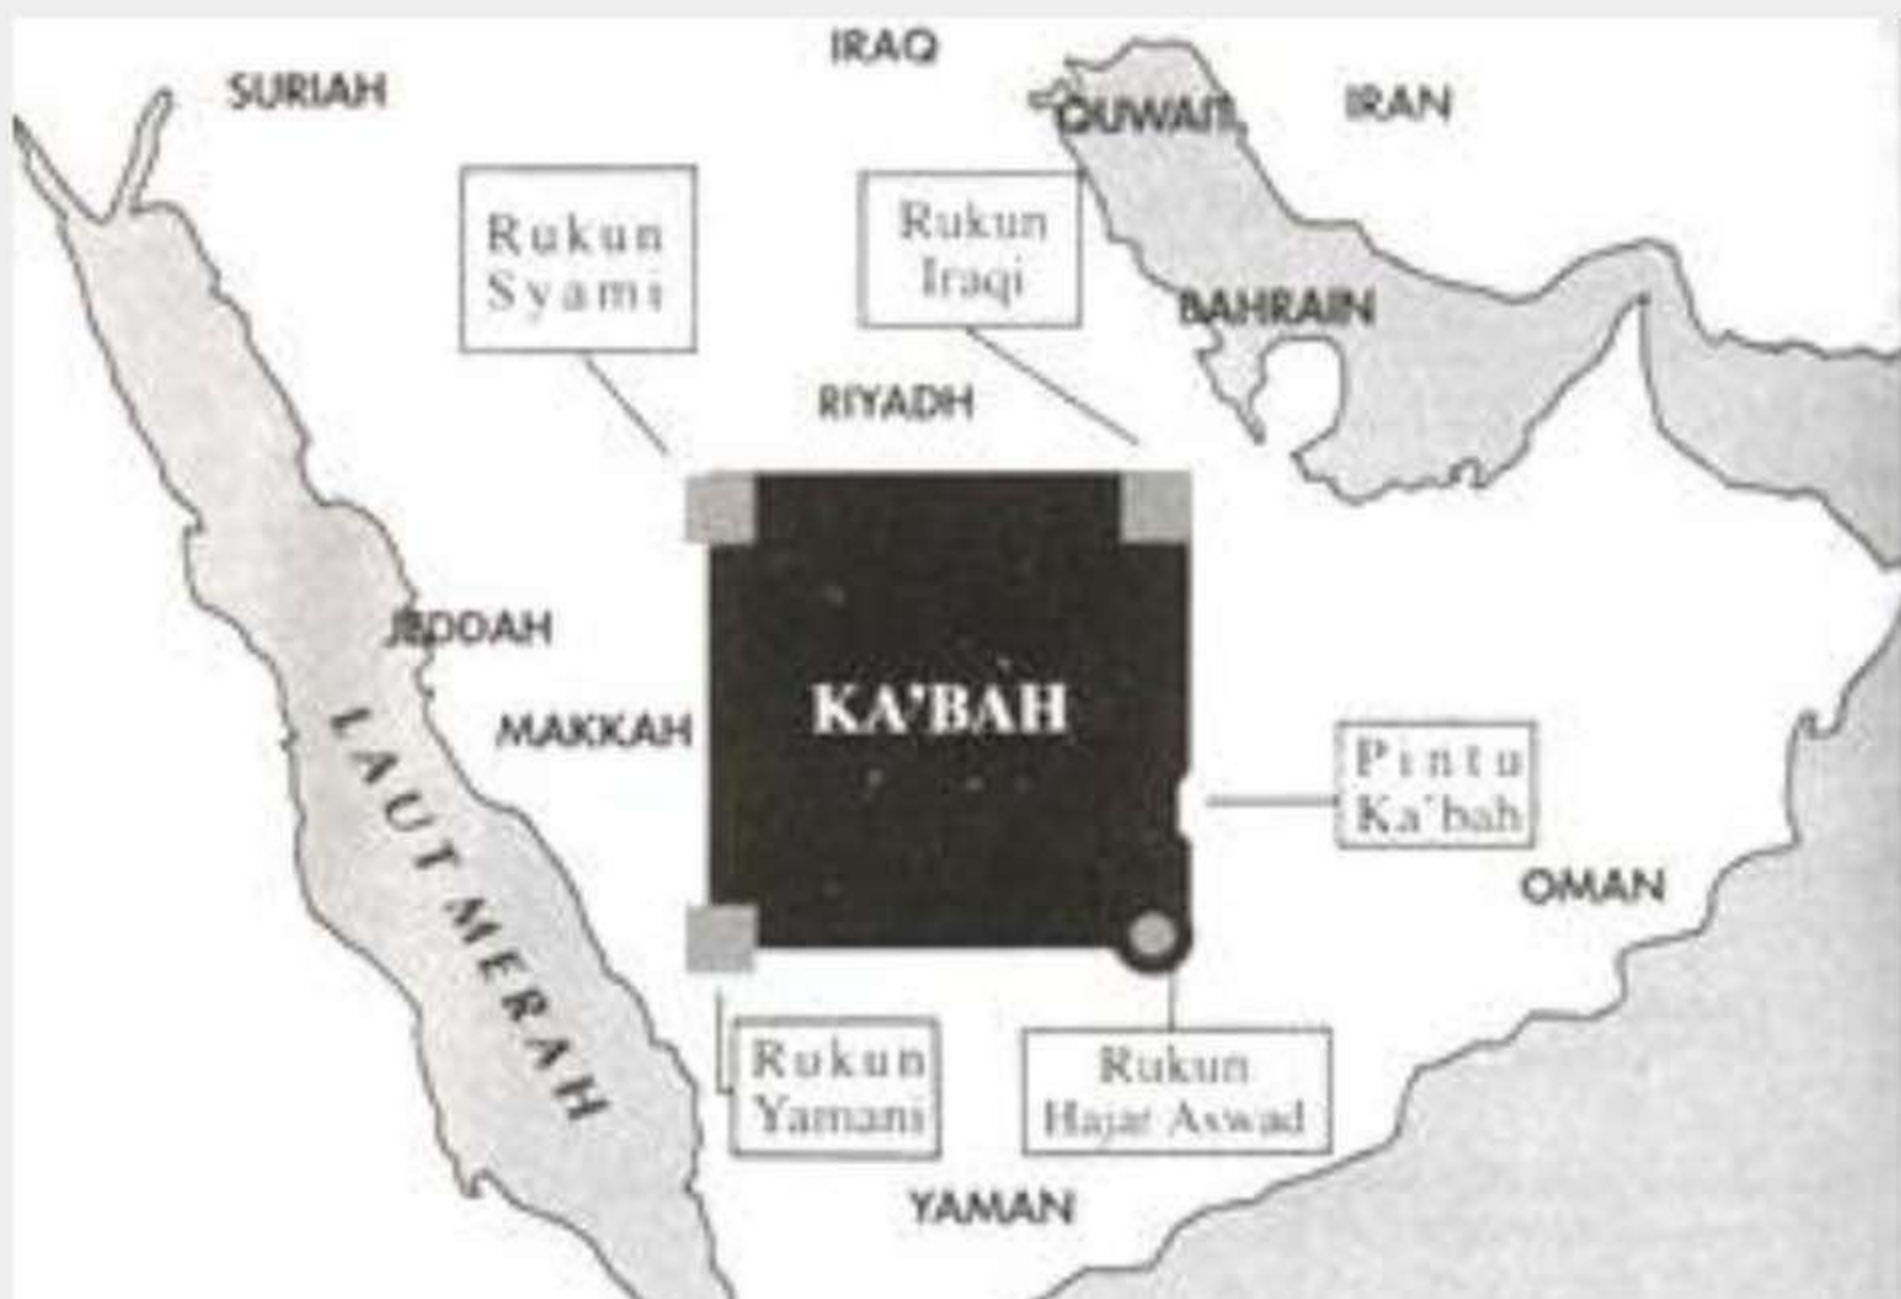 IRAQ
SURIAH
QUWAIT
IRAN
Rukun
Syami
Rukun
Iraqi
BAHRAIN
RIYADH
JEDDAH
KA'BAH
MAKKAH
LAUT MERAH
Pintu
Ka'bah
OMAN
Rukun
Yamani
Rukun
Hajar Aswad
YAMAN